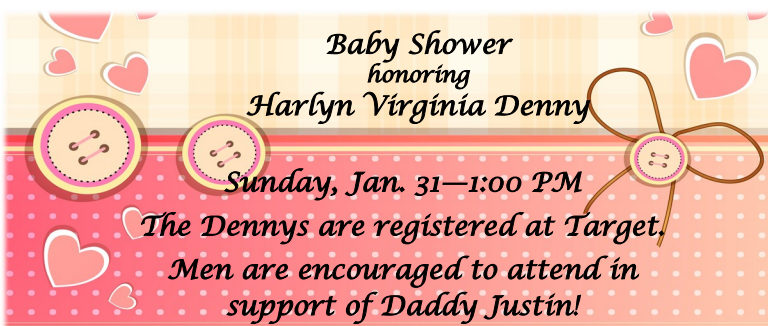 Baby Shower
honoring
Harlyn Virginia Denny
Sunday, Jan. 31—1:00 PM
The Dennys are registered at Target.
Men are encouraged to attend in
support of Daddy Justin!